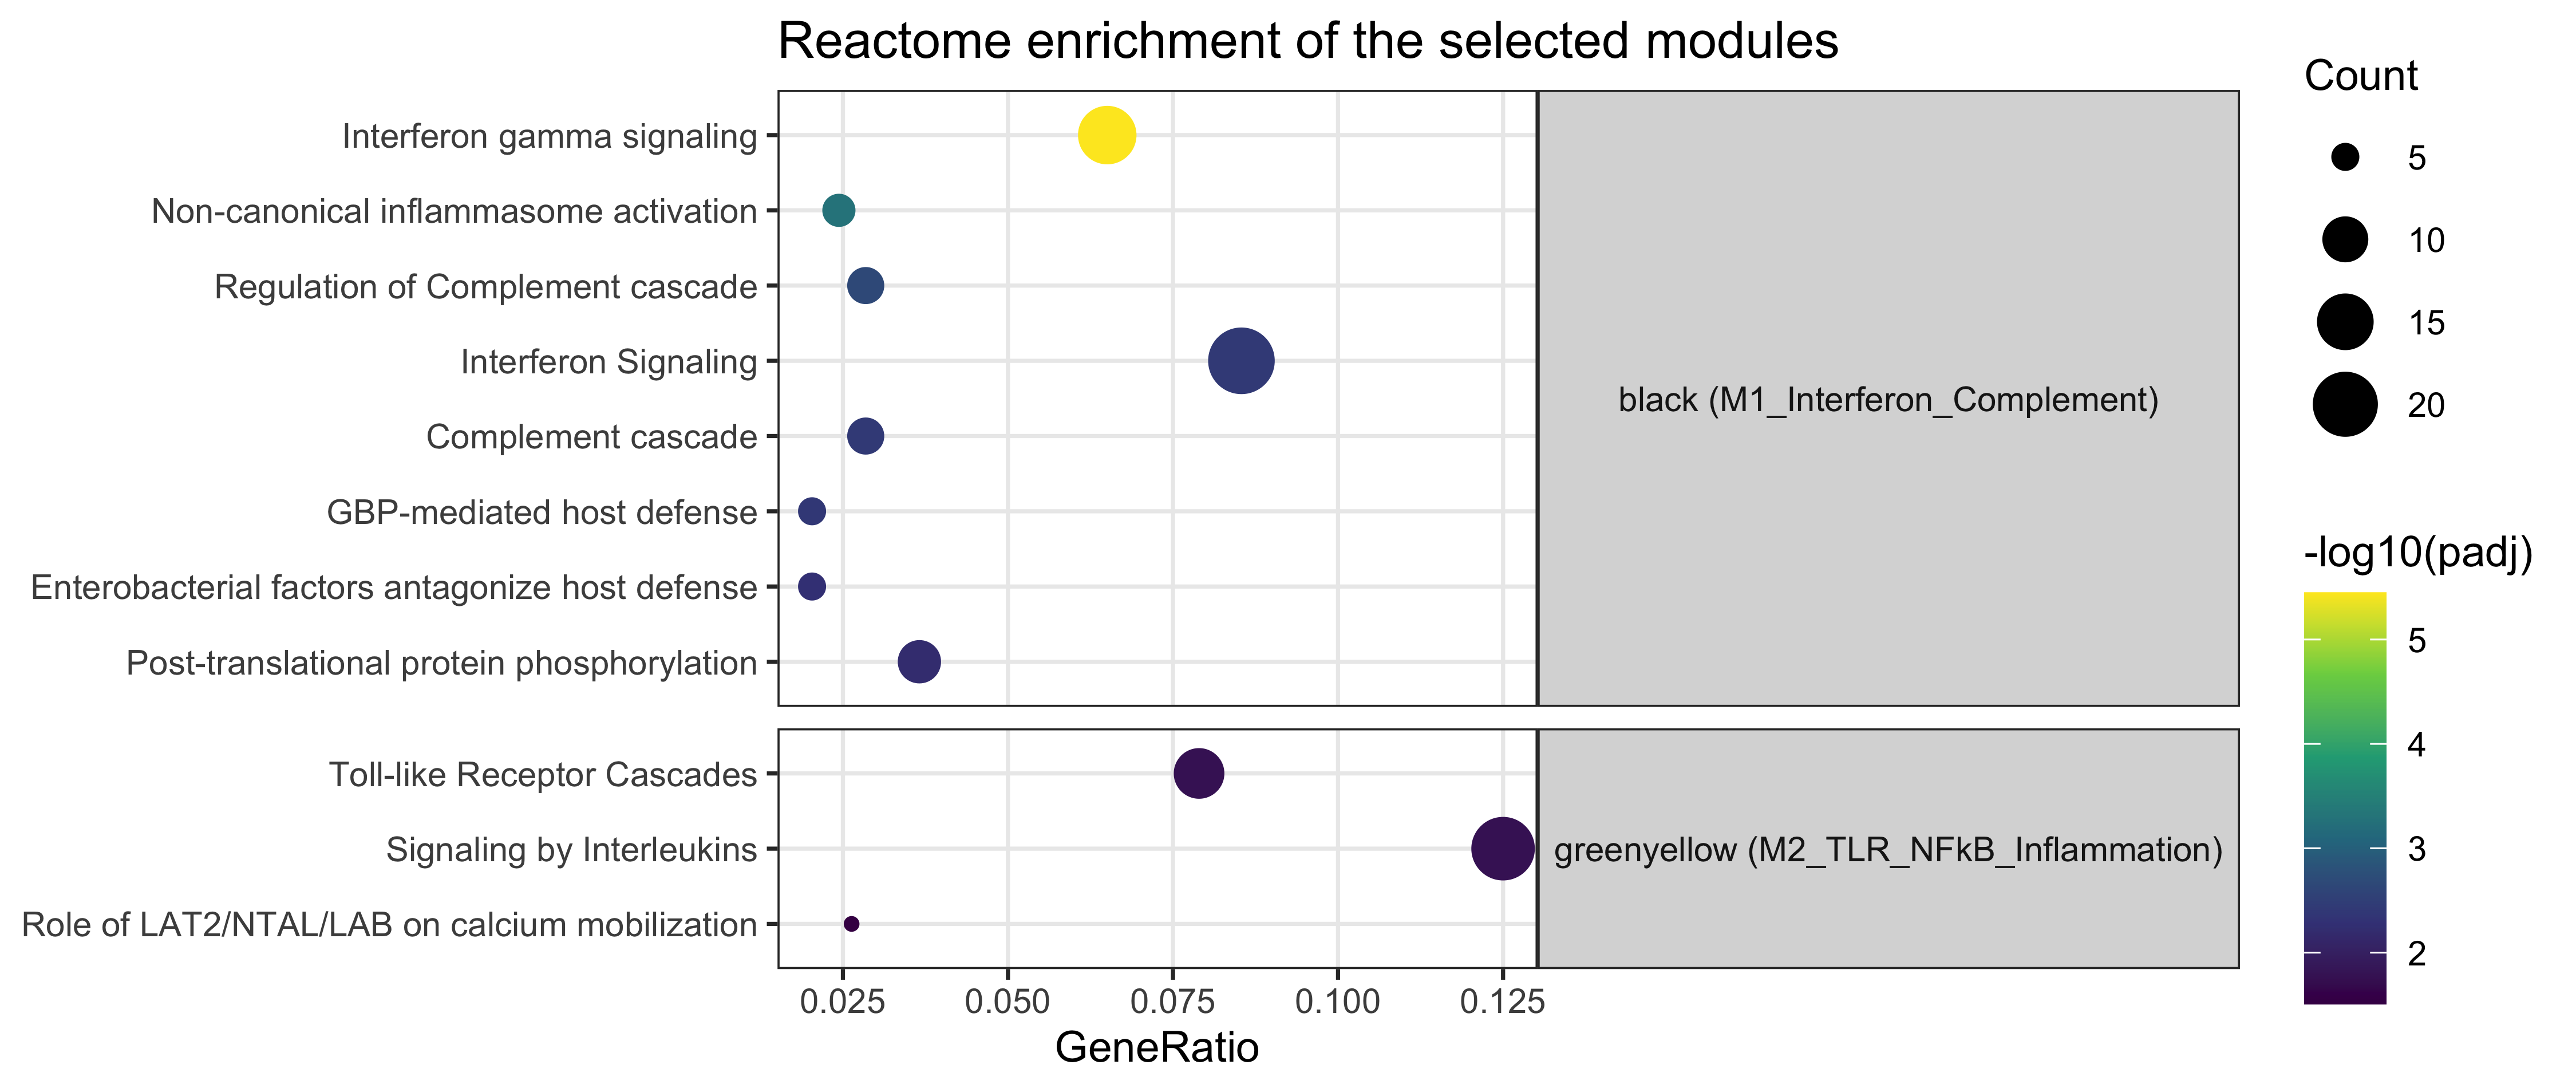 Reactome enrichment of the selected modules
Interferon gamma signaling
Non-canonical inflammasome activation
Regulation of Complement cascade
Interferon Signaling
Complement cascade
GBP-mediated host defense
Enterobacterial factors antagonize host defense
Post-translational protein phosphorylation
black (M1_Interferon_Complement)
Toll-like Receptor Cascades
Signaling by Interleukins
Role of LAT2/NTAL/LAB on calcium mobilization
greenyellow (M2_TLR_NFkB_Inflammation)
0.025 0.050 0.075 0.100 0.125
GeneRatio
Count
5
10
15
20
-log10(padj)
5
4
3
2